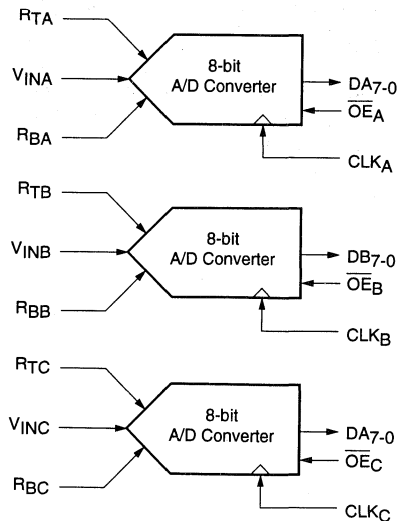 RTA
8-bit
A/D Converter
VINA
DA7-0
OEA
RBA
CLKA
RTB
8-bit
A/D Converter
VINB
DB7-0
OEB
RBB
CLKB
RTC
8-bit
A/D Converter
VINC
DA7-0
OEC
RBC
CLKC